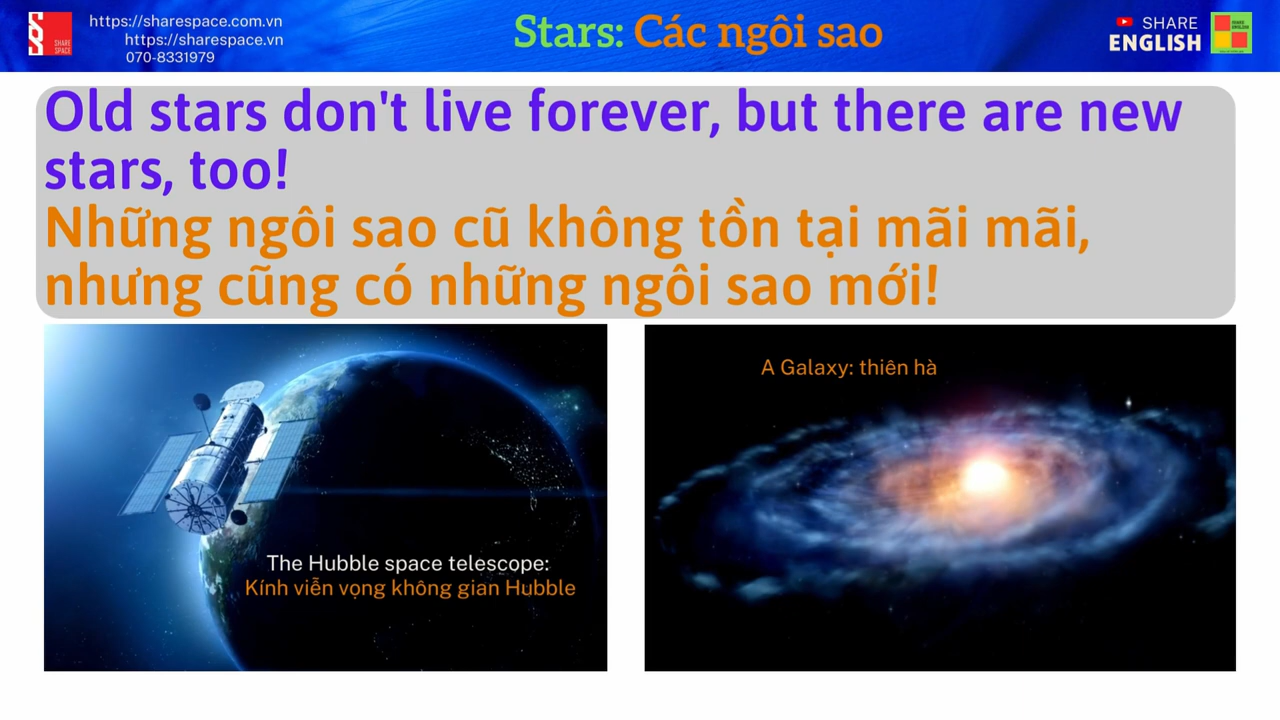 https://sharespace.com.vn
https://sharespace.vn
070-8331979
SHARE
SPACE
Stars: Các ngôi sao
SHARE
ENGLISH
Old stars don't live forever, but there are new
stars, too!
Những ngôi sao cũ không tồn tại mãi mãi,
nhưng cũng có những ngôi sao mới!
The Hubble space telescope:
Kính viễn vọng không gian Hubble
A Galaxy: thiên hà